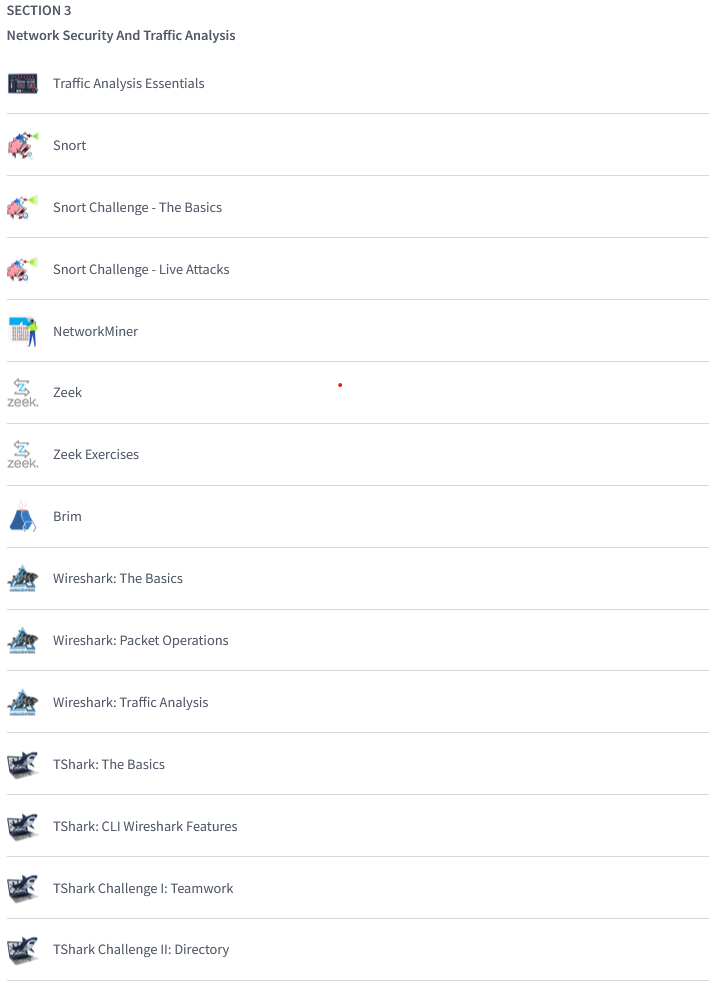 SECTION 3
Network Security And Traffic Analysis
Traffic Analysis Essentials
Snort
Snort Challenge - The Basics
Snort Challenge - Live Attacks
NetworkMiner
zeek.
Zeek
zeek.
Zeek Exercises
Brim
Wireshark: The Basics
Wireshark: Packet Operations
Wireshark: Traffic Analysis
TShark: The Basics
TShark: CLI Wireshark Features
TShark Challenge I: Teamwork
TShark Challenge II: Directory